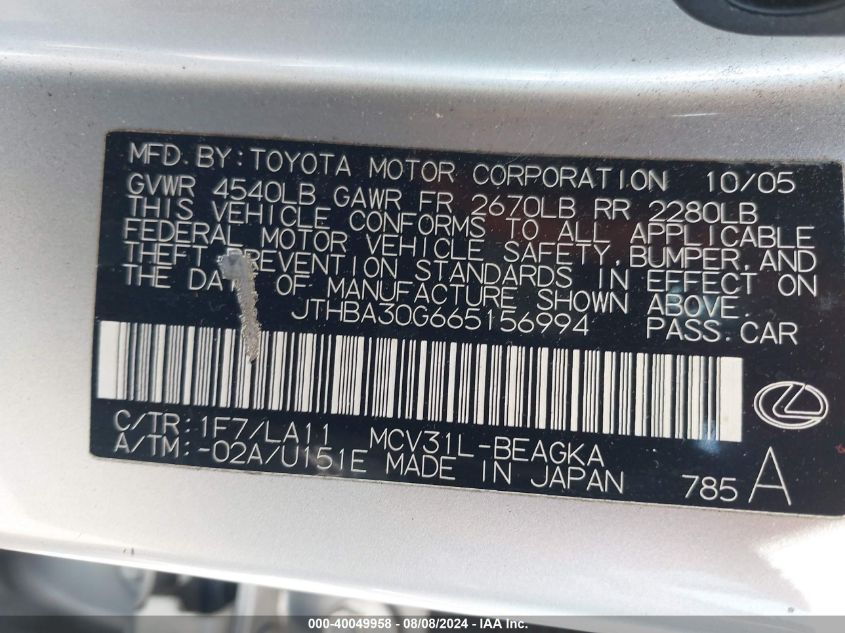 MFD. BY: TOYOTA MOTOR CORPORATION 10/05
GVWR 4540LB GAWR FR 2670LB RR 2280LB
THIS VEHICLE CONFORMS TO ALL APPLICABLE
FEDERAL MOTOR VEHICLE SAFETY, BUMPER, AND
THEFT PREVENTION STANDARDS IN EFFECT ON
THE DATE OF MANUFACTURE SHOWN ABOVE.
JTHBA30G665156994 PASS. CAR
C/TR: 1F7/LA11 MCV31L-BEAGKA
A/TM: -02A/U151E MADE IN JAPAN 785 A
000-40049958 - 08/08/2024 - IAAI.COM